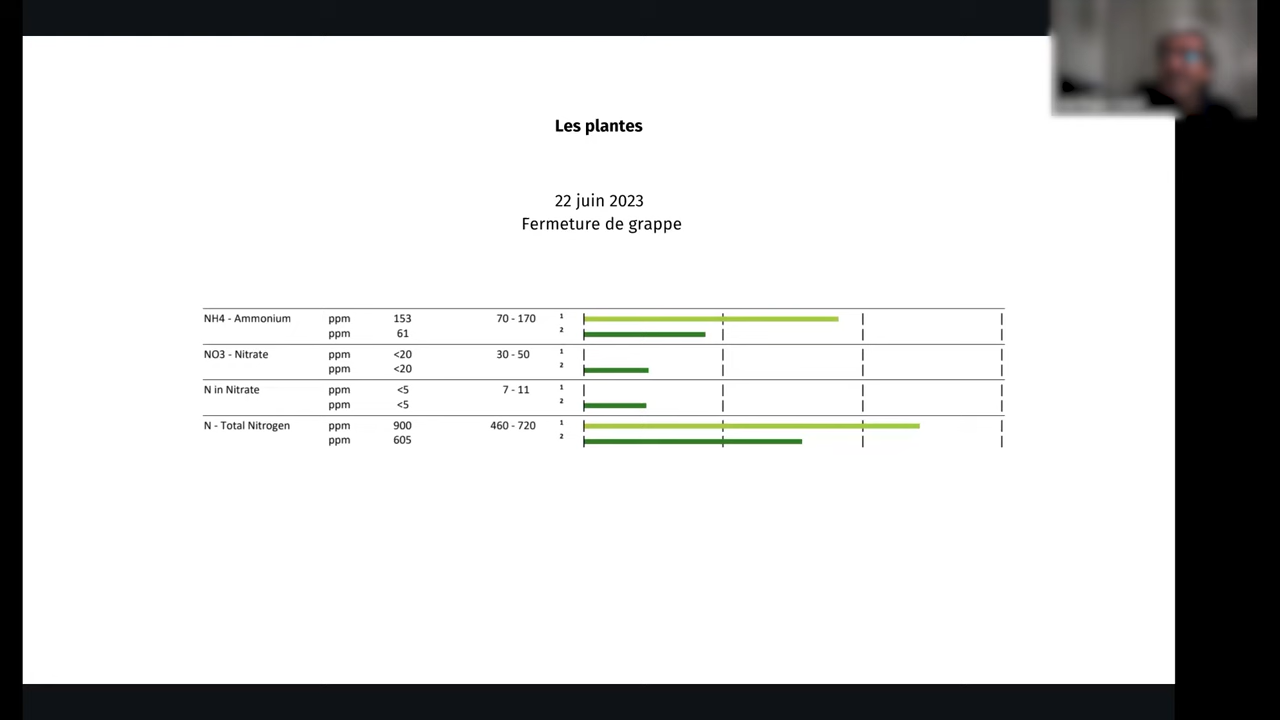 Les plantes
22 juin 2023
Fermeture de grappe
NH4 - Ammonium ppm 153 70 - 170 1
ppm 61 2
NO3 - Nitrate ppm <20 30 - 50 1
ppm <20 2
N in Nitrate ppm <5 7 - 11 1
ppm <5 2
N - Total Nitrogen ppm 900 460 - 720 1
ppm 605 2